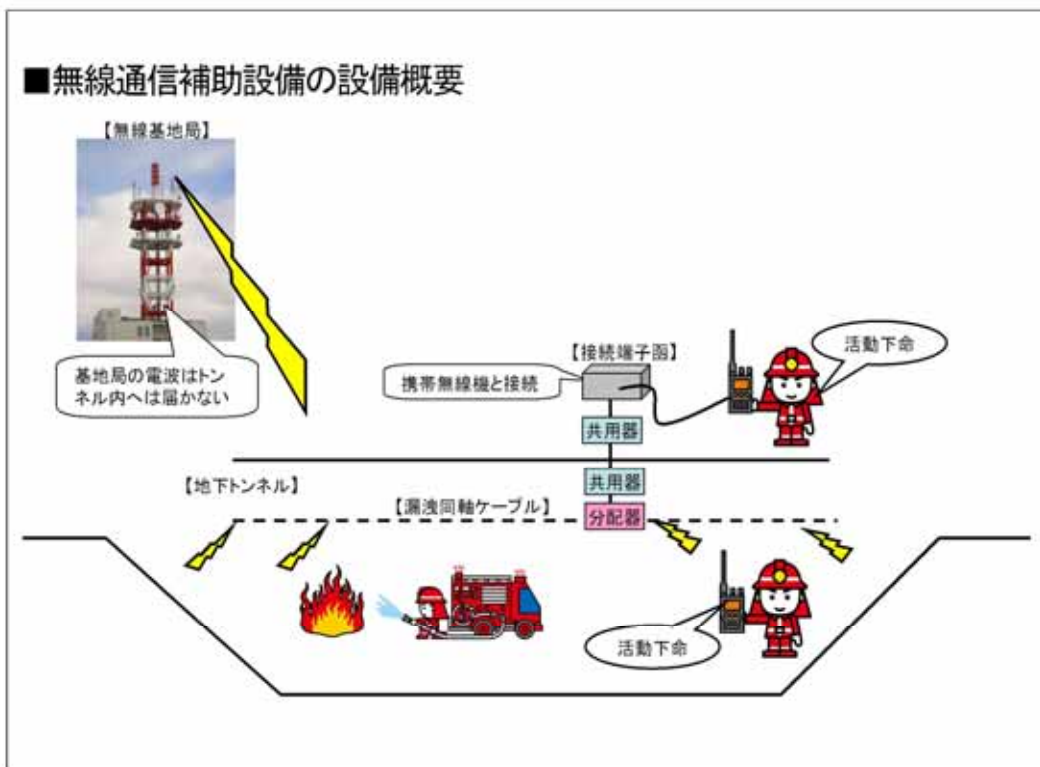 ■無線通信補助設備の設備概要
【無線基地局】
基地局の電波はトン
ネル内へは届かない
【接続端子函】
携帯無線機と接続
活動下命
共用器
共用器
【地下トンネル】
【漏洩同軸ケーブル】
分配器
活動下命